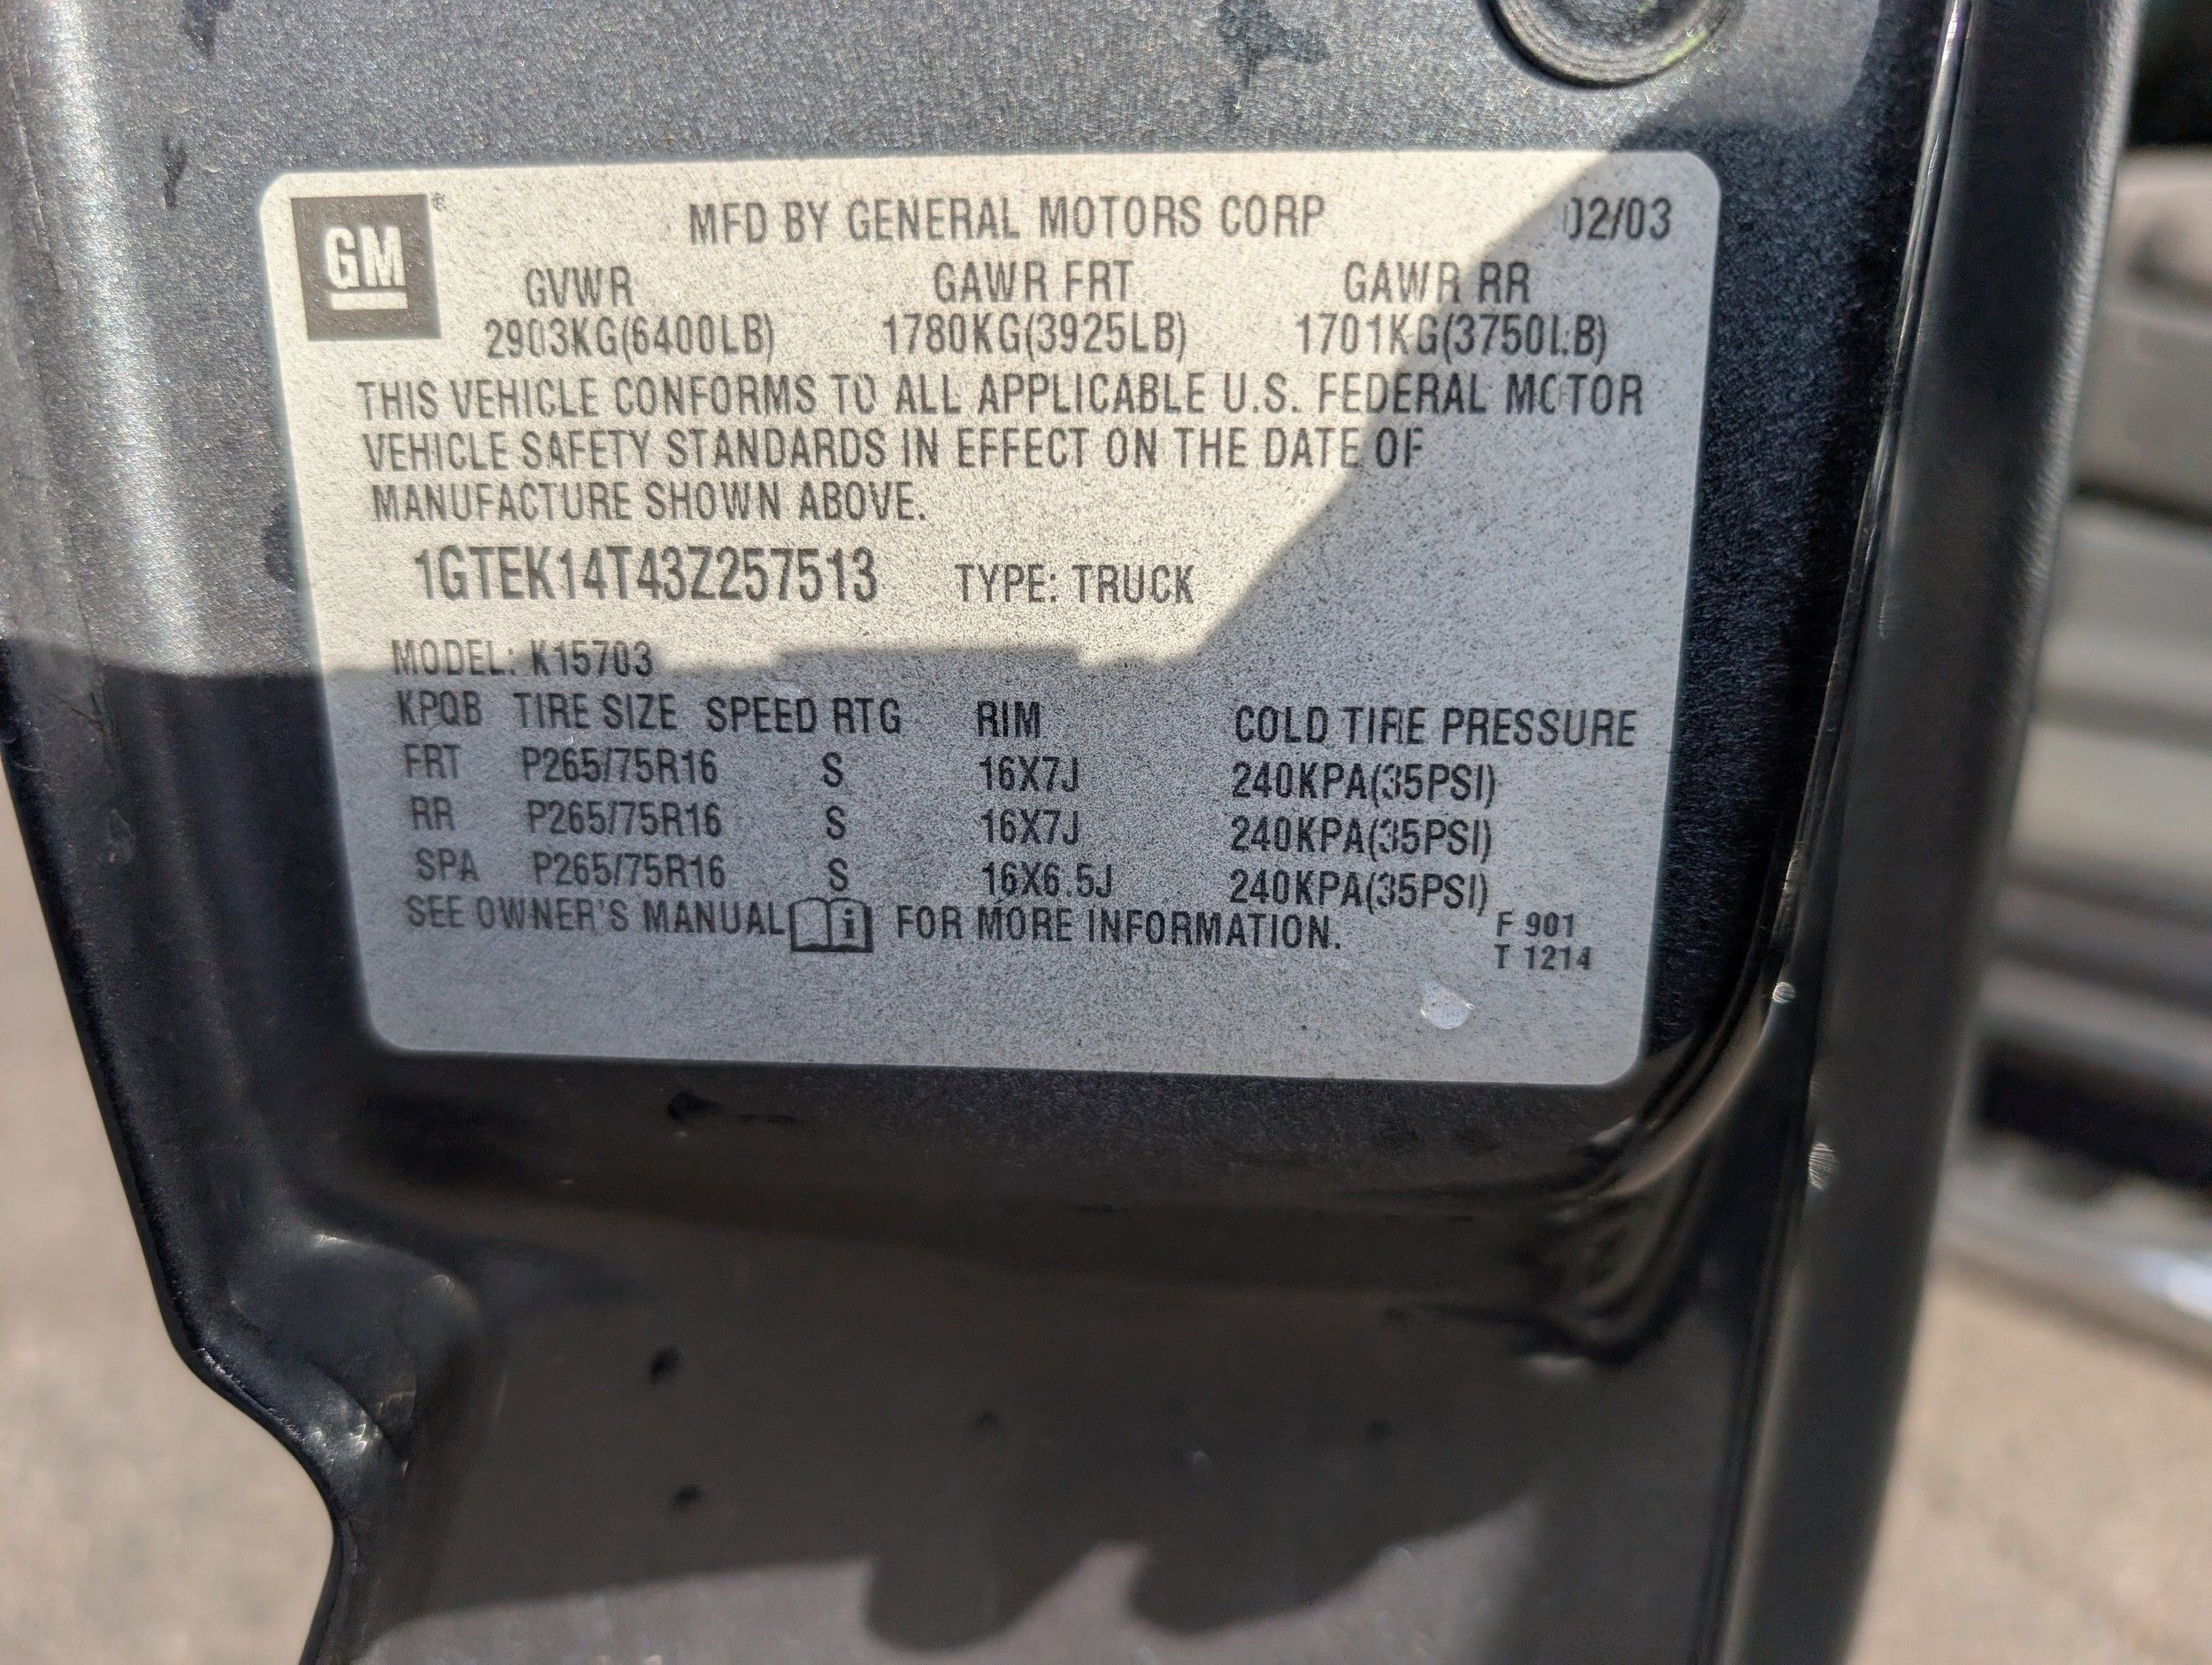 GM ®
MFD BY GENERAL MOTORS CORP 02/03
GVWR GAWR FRT GAWR RR
2903KG(6400LB) 1780KG(3925LB) 1701KG(3750LB)
THIS VEHICLE CONFORMS TO ALL APPLICABLE U.S. FEDERAL MOTOR
VEHICLE SAFETY STANDARDS IN EFFECT ON THE DATE OF
MANUFACTURE SHOWN ABOVE.
1GTEK14T43Z257513 TYPE: TRUCK
MODEL: K15703
KPQB TIRE SIZE SPEED RTG RIM COLD TIRE PRESSURE
FRT P265/75R16 S 16X7J 240KPA(35PSI)
RR P265/75R16 S 16X7J 240KPA(35PSI)
SPA P265/75R16 S 16X6.5J 240KPA(35PSI)
SEE OWNER'S MANUAL i FOR MORE INFORMATION.
F 901
T 1214